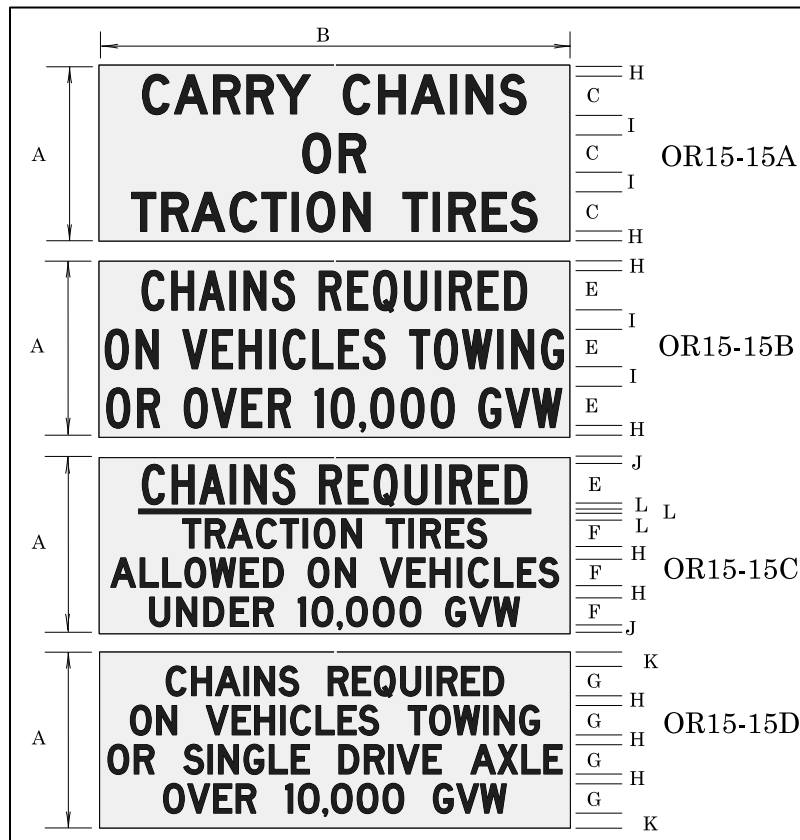 B
A
CARRY CHAINS
OR
TRACTION TIRES
H
C
I
C
I
C
H
OR15-15A
A
CHAINS REQUIRED
ON VEHICLES TOWING
OR OVER 10,000 GVW
H
E
I
E
I
E
H
OR15-15B
A
CHAINS REQUIRED
TRACTION TIRES
ALLOWED ON VEHICLES
UNDER 10,000 GVW
J
E
L
L
L
F
H
F
H
F
J
OR15-15C
A
CHAINS REQUIRED
ON VEHICLES TOWING
OR SINGLE DRIVE AXLE
OVER 10,000 GVW
K
G
H
G
H
G
H
G
K
OR15-15D